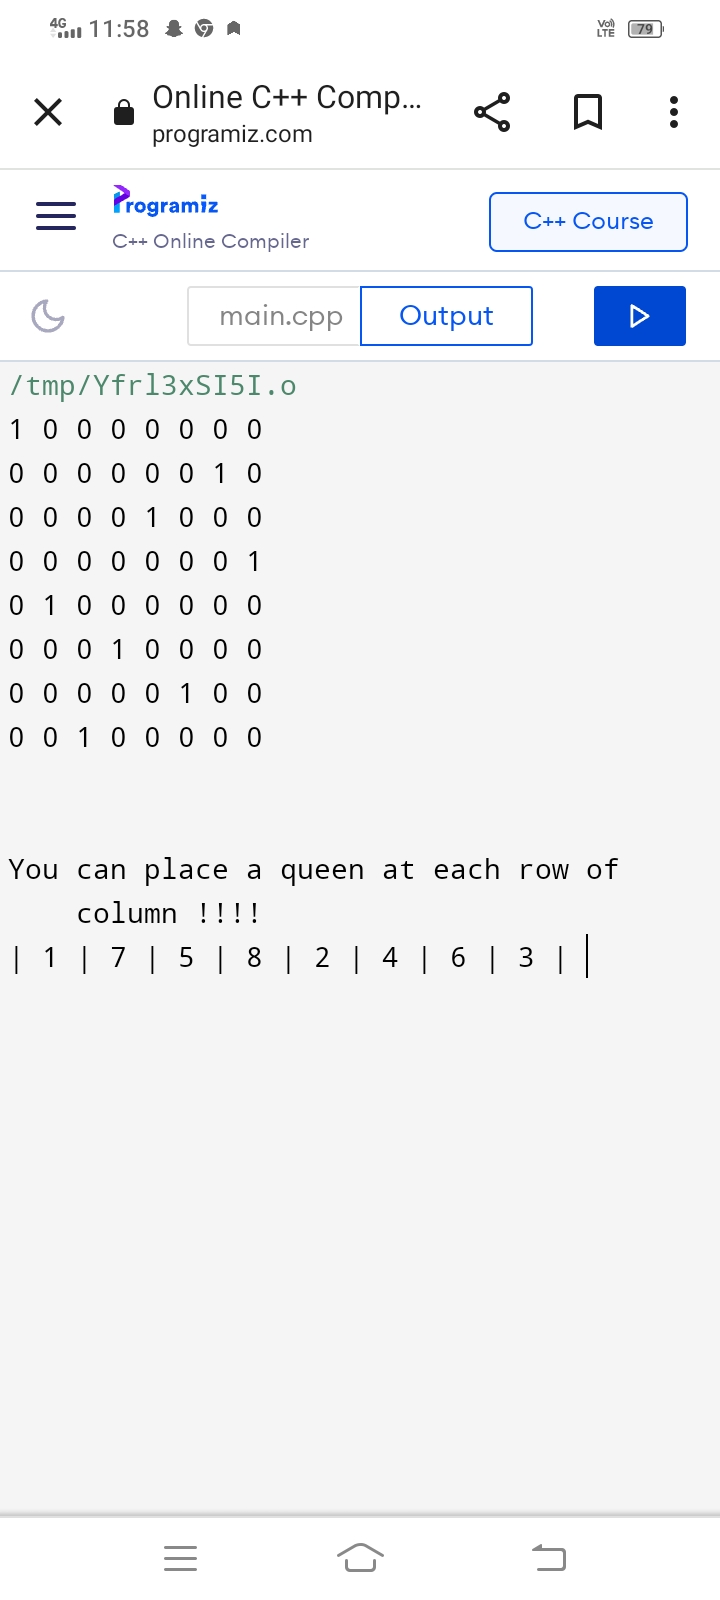 4G 11:58 Vo) LTE 79
Online C++ Comp...
programiz.com
Programiz
C++ Online Compiler
C++ Course
main.cpp Output
/tmp/Yfrl3xSI5I.o
1 0 0 0 0 0 0 0
0 0 0 0 0 0 1 0
0 0 0 0 1 0 0 0
0 0 0 0 0 0 0 1
0 1 0 0 0 0 0 0
0 0 0 1 0 0 0 0
0 0 0 0 0 1 0 0
0 0 1 0 0 0 0 0
You can place a queen at each row of
column !!!!
| 1 | 7 | 5 | 8 | 2 | 4 | 6 | 3 |